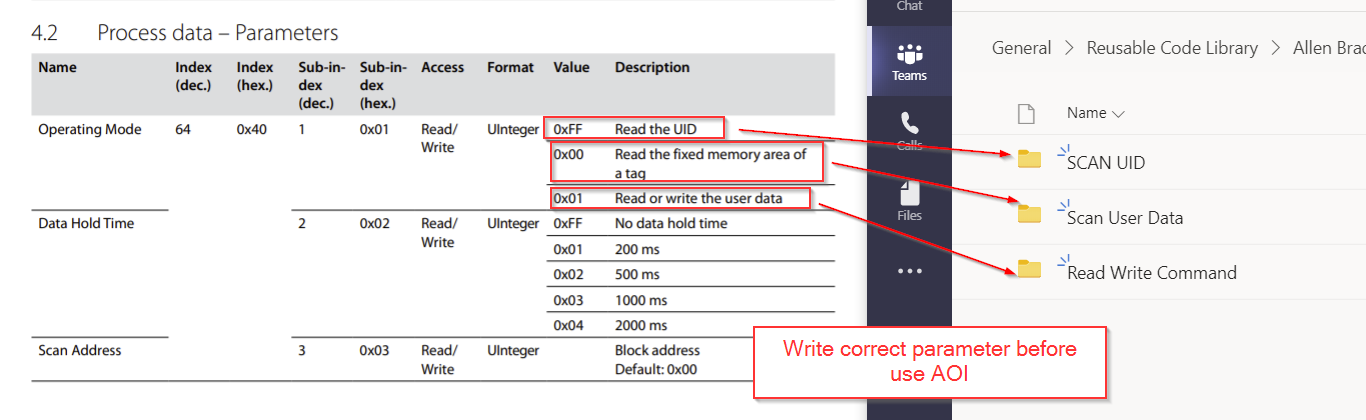 4.2 Process data – Parameters
Name Index (dec.) Index (hex.) Sub-in-dex (dec.) Sub-in-dex (hex.) Access Format Value Description
Operating Mode 64 0x40 1 0x01 Read/Write UInteger 0xFF Read the UID
0x00 Read the fixed memory area of
a tag
0x01 Read or write the user data
Data Hold Time 2 0x02 Read/Write UInteger 0xFF No data hold time
0x01 200 ms
0x02 500 ms
0x03 1000 ms
0x04 2000 ms
Scan Address 3 0x03 Read/Write UInteger Block address
Default: 0x00
Chat
Teams
Calls
Files
General > Reusable Code Library > Allen Brad
Name
SCAN UID
Scan User Data
Read Write Command
Write correct parameter before
use AOI